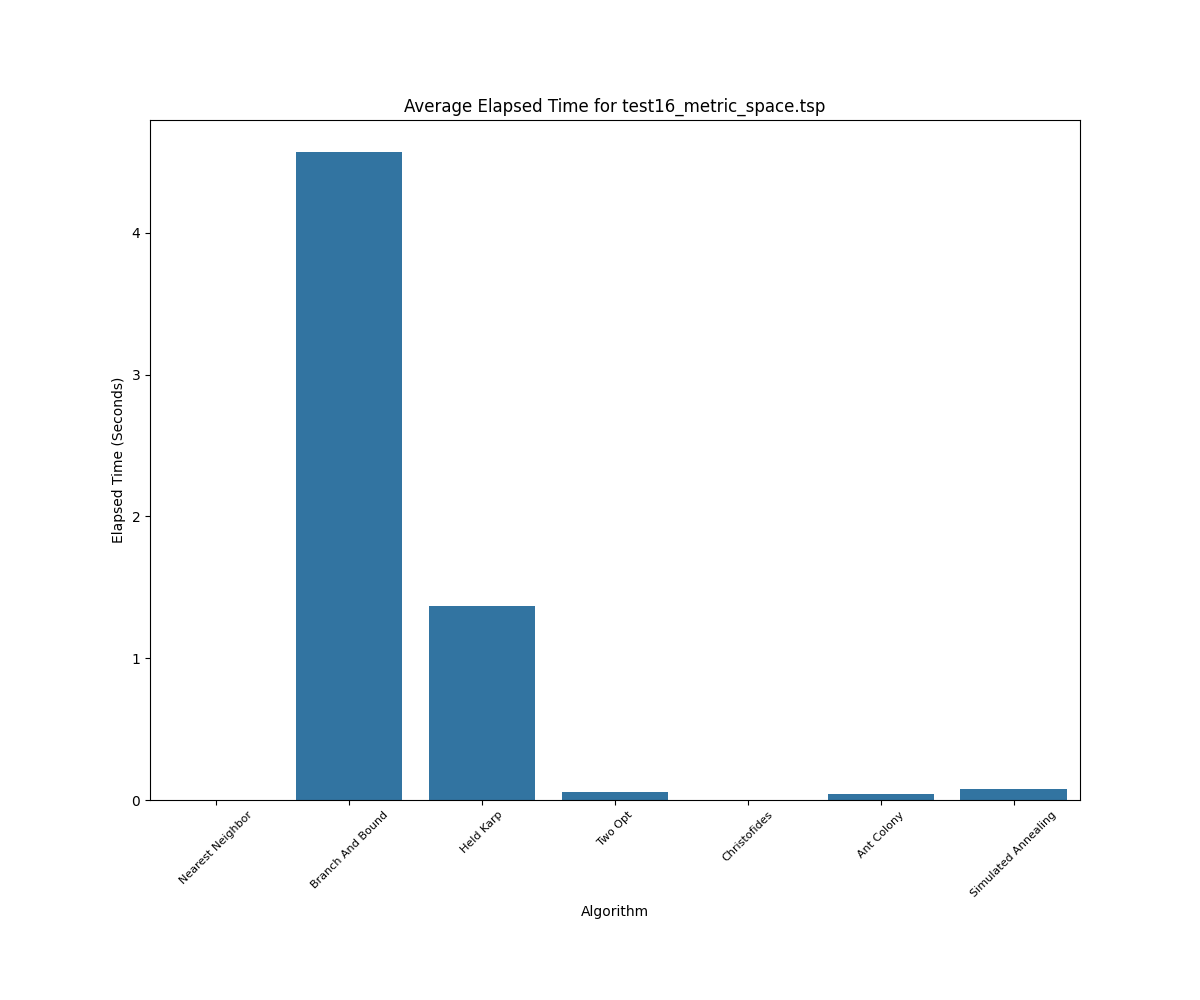 Average Elapsed Time for test16_metric_space.tsp
Elapsed Time (Seconds)
4
3
2
1
0
Nearest Neighbor
Branch And Bound
Held Karp
Two Opt
Christofides
Ant Colony
Simulated Annealing
Algorithm